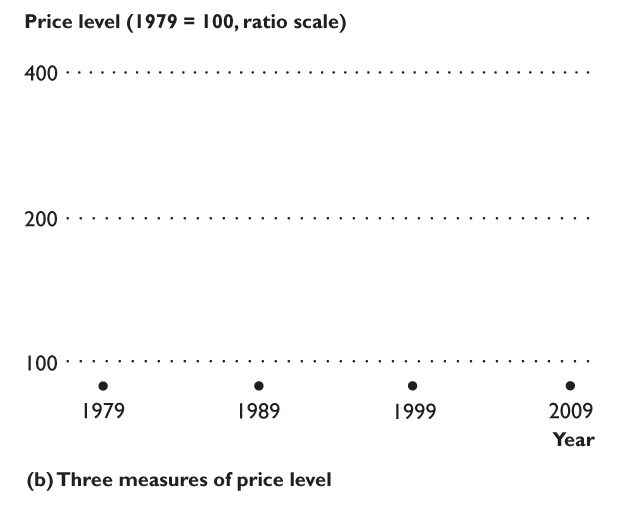 Price level (1979 = 100, ratio scale)
400
200
100
1979 1989 1999 2009
Year
(b) Three measures of price level